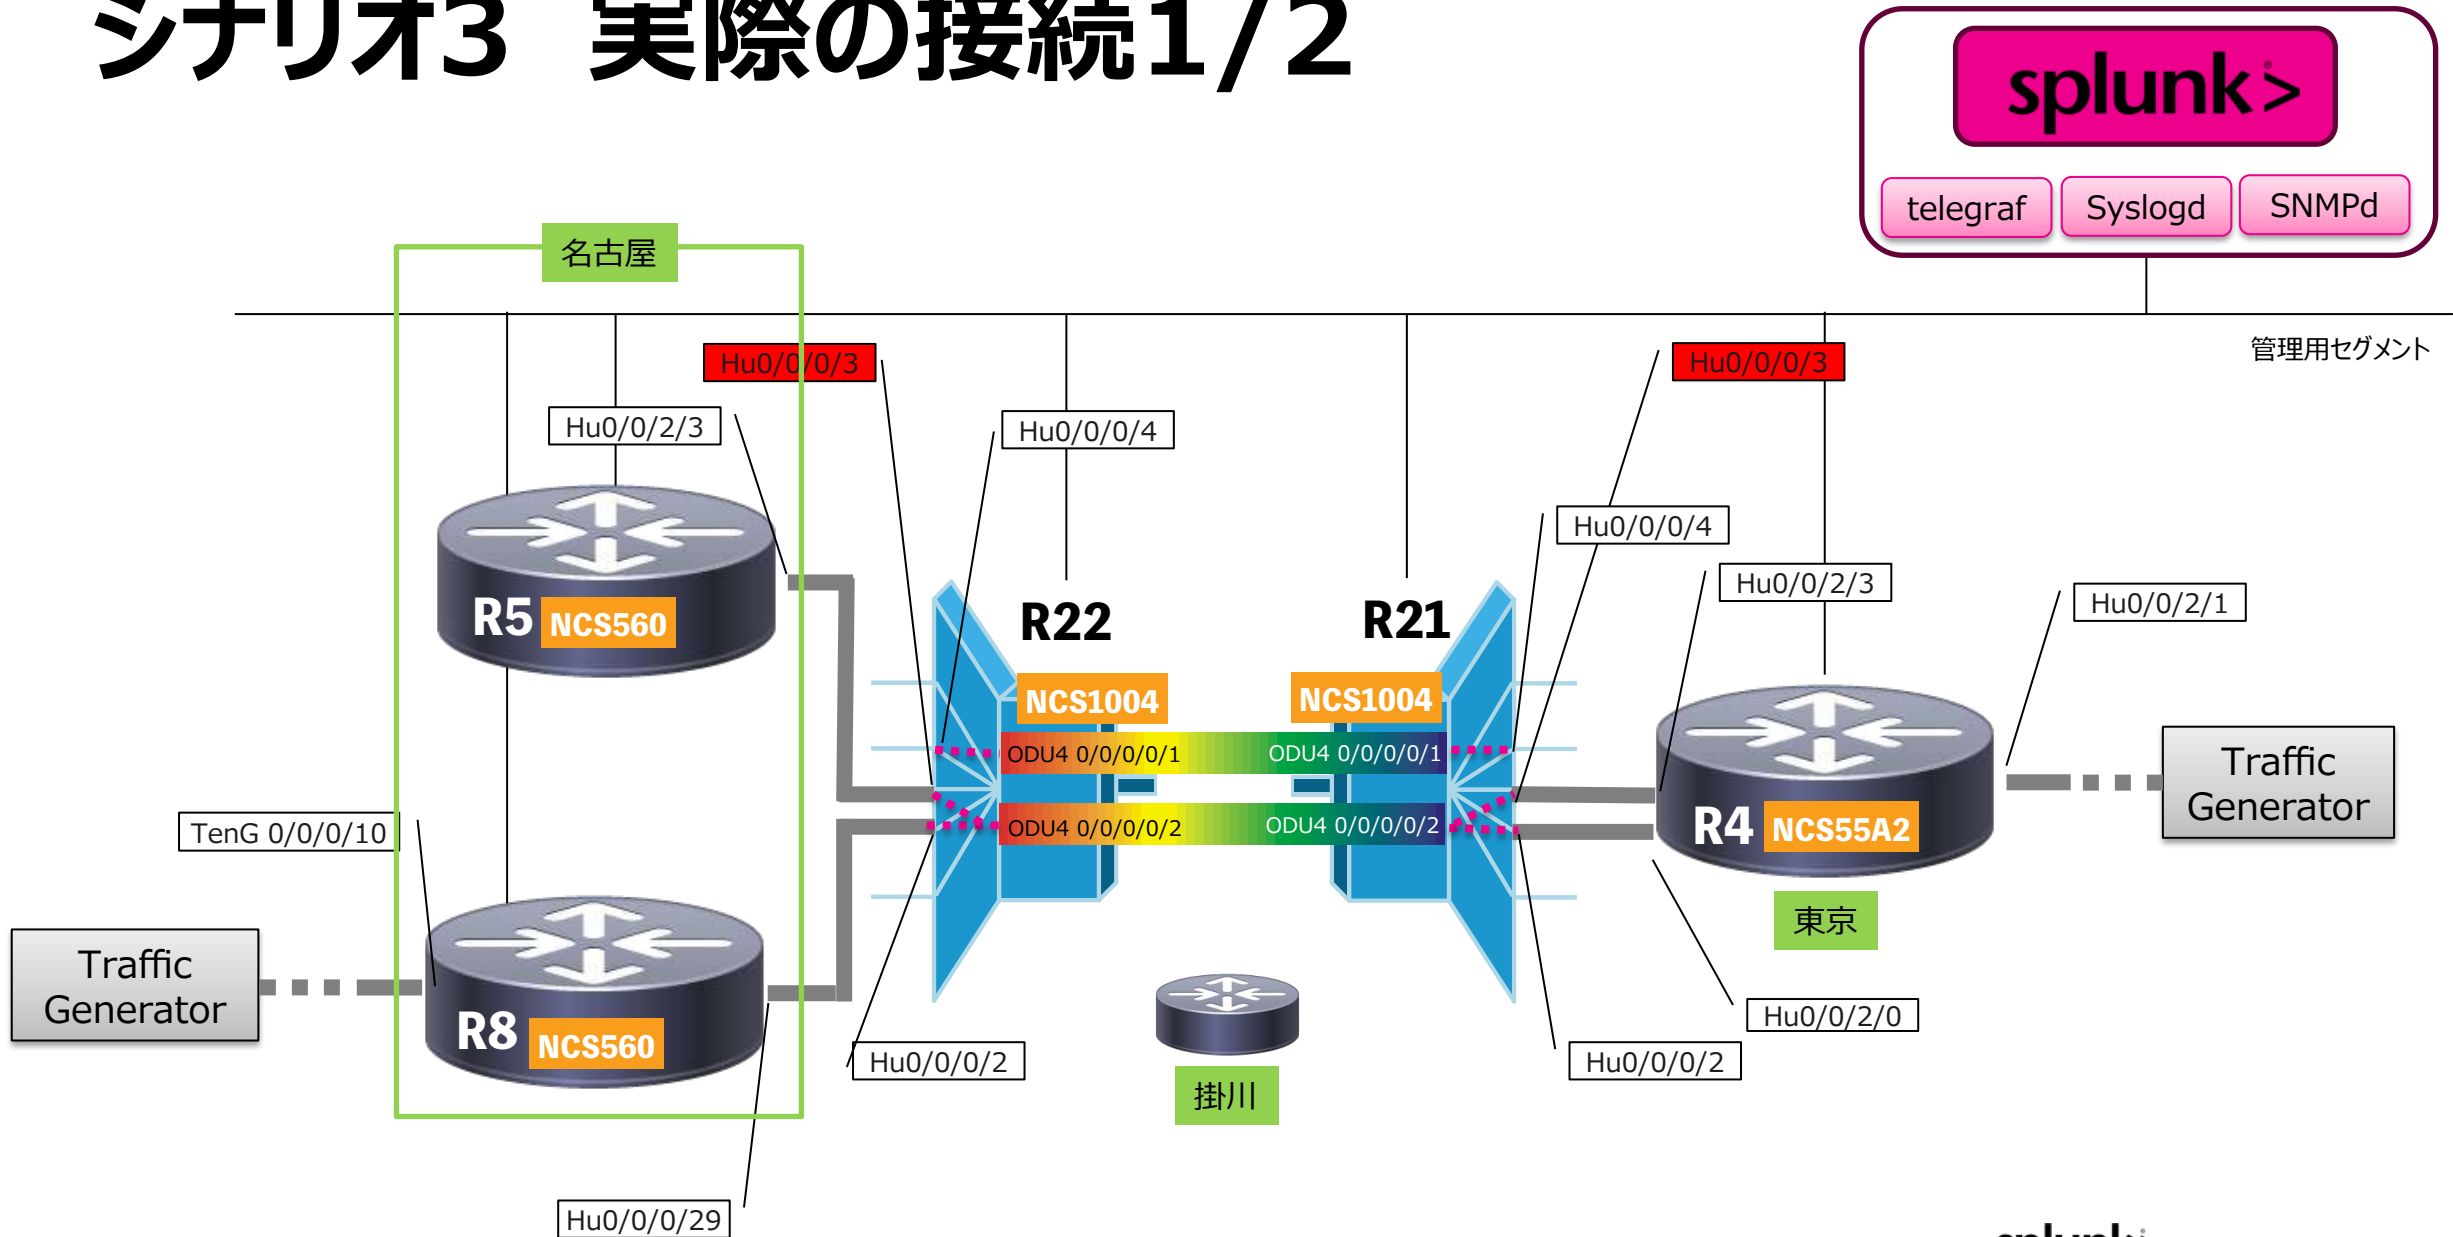 シナリオ3 実際の接続1/2
splunk>
telegraf
Syslogd
SNMPd
名古屋
管理用セグメント
Hu0/0/0/3
Hu0/0/0/3
Hu0/0/2/3
Hu0/0/0/4
Hu0/0/0/4
Hu0/0/2/3
Hu0/0/2/1
R5
NCS560
R22
R21
NCS1004
NCS1004
ODU4 0/0/0/0/1
ODU4 0/0/0/0/1
Traffic
Generator
TenG 0/0/0/10
ODU4 0/0/0/0/2
ODU4 0/0/0/0/2
R4
NCS55A2
東京
Traffic
Generator
R8
NCS560
Hu0/0/2/0
Hu0/0/0/2
Hu0/0/0/2
掛川
Hu0/0/0/29
splunk>